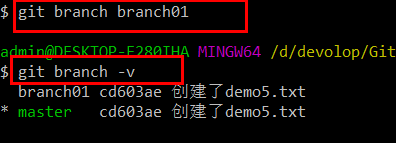 $ git branch branch01
admin@DESKTOP-F280THA MINGW64 /d/devolop/Git
$ git branch -v
branch01 cd603ae 创建了demo5.txt
* master cd603ae 创建了demo5.txt